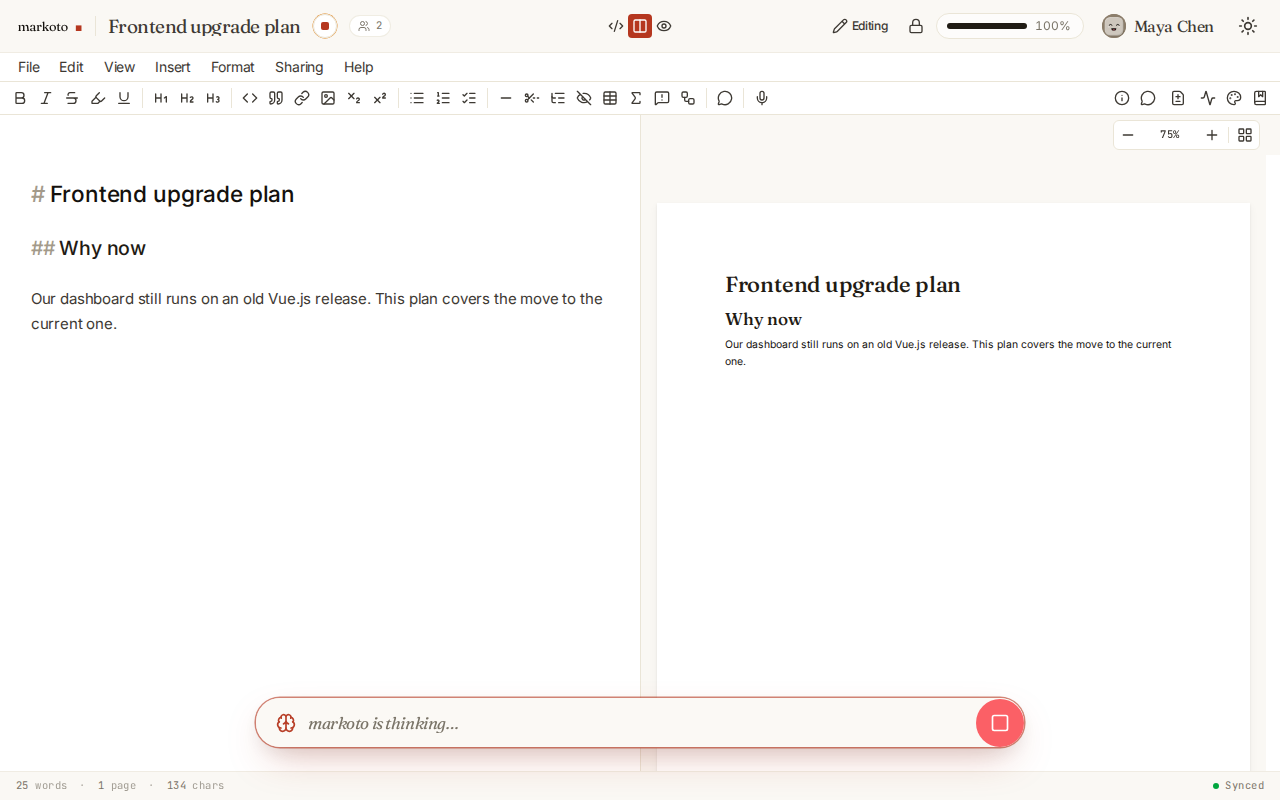 markoto
Frontend upgrade plan
2
Editing
100%
Maya Chen
File Edit View Insert Format Sharing Help
H1 H2 H3
75%
# Frontend upgrade plan
## Why now
Our dashboard still runs on an old Vue.js release. This plan covers the move to the
current one.
Frontend upgrade plan
Why now
Our dashboard still runs on an old Vue.js release. This plan covers the move to the current
one.
markoto is thinking...
25 words · 1 page · 134 chars
Synced